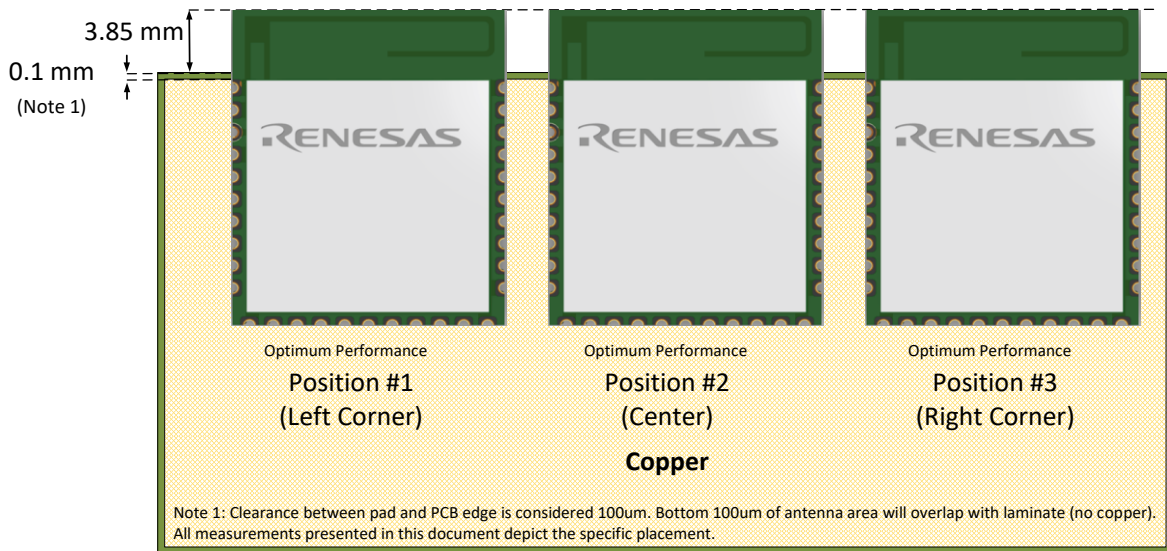 3.85 mm
0.1 mm
(Note 1)
RENESAS
RENESAS
RENESAS
Optimum Performance
Position #1
(Left Corner)
Optimum Performance
Position #2
(Center)
Optimum Performance
Position #3
(Right Corner)
Copper
Note 1: Clearance between pad and PCB edge is considered 100um. Bottom 100um of antenna area will overlap with laminate (no copper).
All measurements presented in this document depict the specific placement.